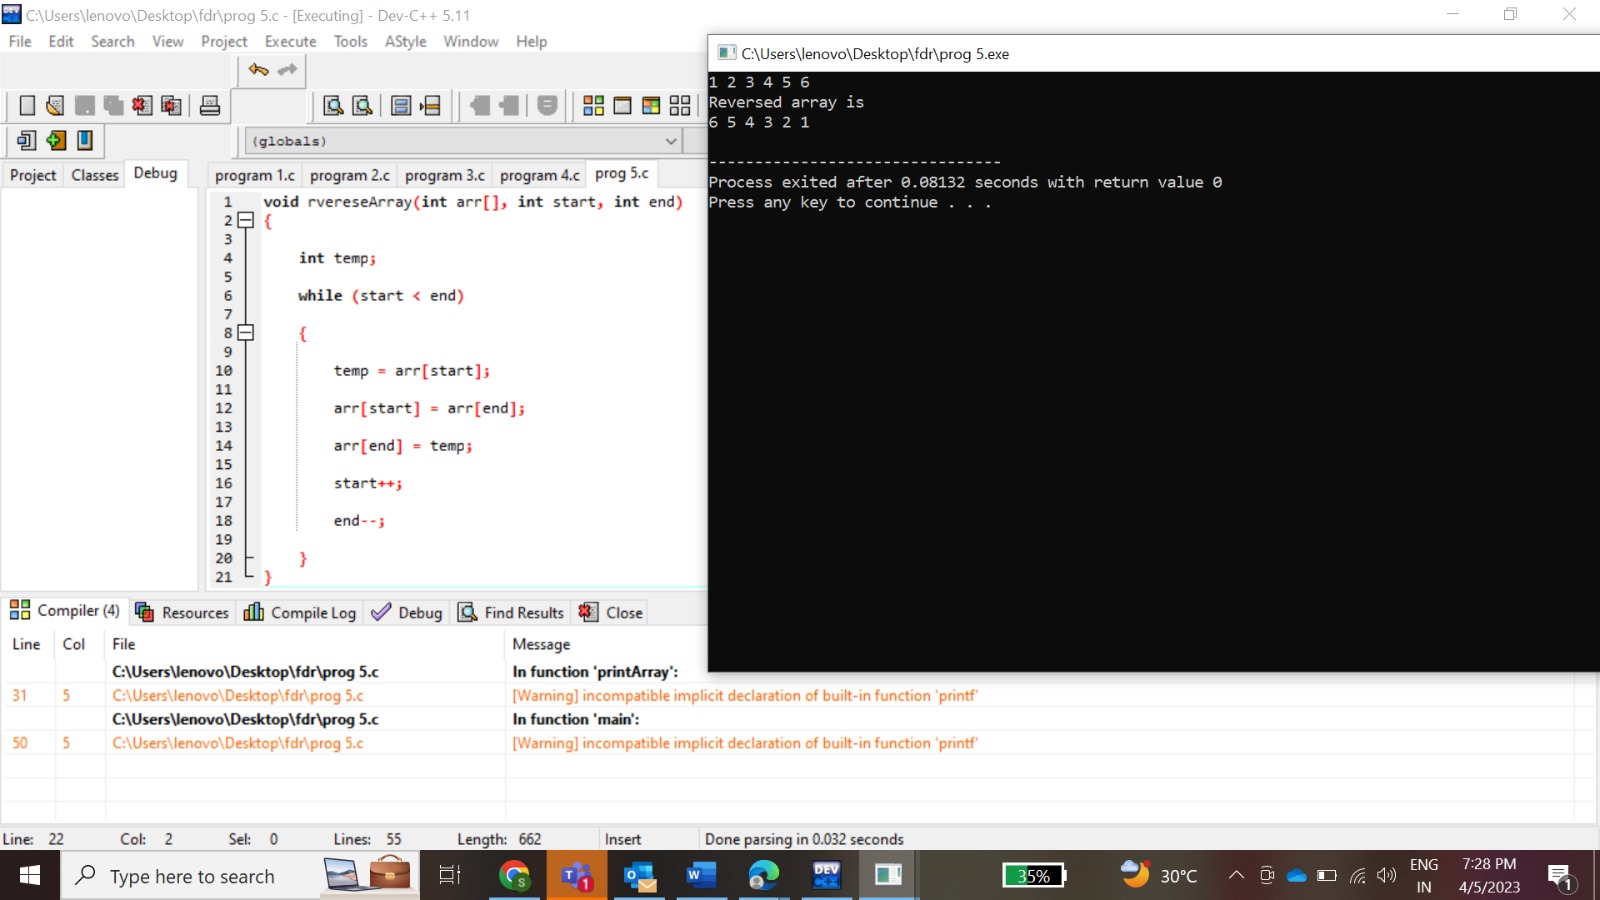 C:\Users\lenovo\Desktop\fdr\prog 5.c - [Executing] - Dev-C++ 5.11
File Edit Search View Project Execute Tools AStyle Window Help
(globals)
Project Classes Debug
program 1.c program 2.c program 3.c program 4.c prog 5.c
1 void rvereseArray(int arr[], int start, int end)
2 {
3
4 int temp;
5
6 while (start < end)
7
8 {
9
10 temp = arr[start];
11
12 arr[start] = arr[end];
13
14 arr[end] = temp;
15
16 start++;
17
18 end--;
19
20 }
21 }
C:\Users\lenovo\Desktop\fdr\prog 5.exe
1 2 3 4 5 6
Reversed array is
6 5 4 3 2 1
--------------------------------
Process exited after 0.08132 seconds with return value 0
Press any key to continue . . .
Compiler (4) Resources Compile Log Debug Find Results Close
Line Col File Message
C:\Users\lenovo\Desktop\fdr\prog 5.c In function 'printArray':
31 5 C:\Users\lenovo\Desktop\fdr\prog 5.c [Warning] incompatible implicit declaration of built-in function 'printf'
C:\Users\lenovo\Desktop\fdr\prog 5.c In function 'main':
50 5 C:\Users\lenovo\Desktop\fdr\prog 5.c [Warning] incompatible implicit declaration of built-in function 'printf'
Line: 22 Col: 2 Sel: 0 Lines: 55 Length: 662 Insert Done parsing in 0.032 seconds
Type here to search
35%
30°C
ENG
IN
7:28 PM
4/5/2023
1